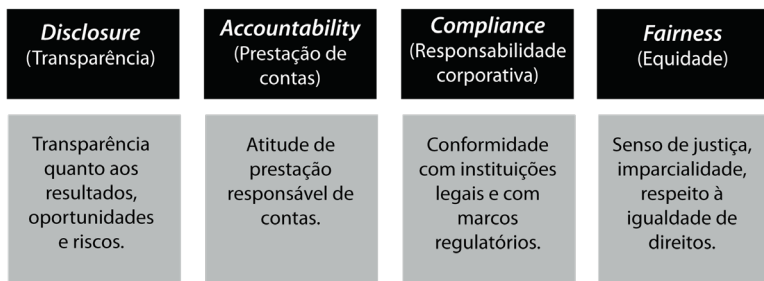 Disclosure
(Transparência)
Accountability
(Prestação de
contas)
Compliance
(Responsabilidade
corporativa)
Fairness
(Equidade)
Transparência
quanto aos
resultados,
oportunidades
e riscos.
Atitude de
prestação
responsável de
contas.
Conformidade
com instituições
legais e com
marcos
regulatórios.
Senso de justiça,
imparcialidade,
respeito à
igualdade de
direitos.